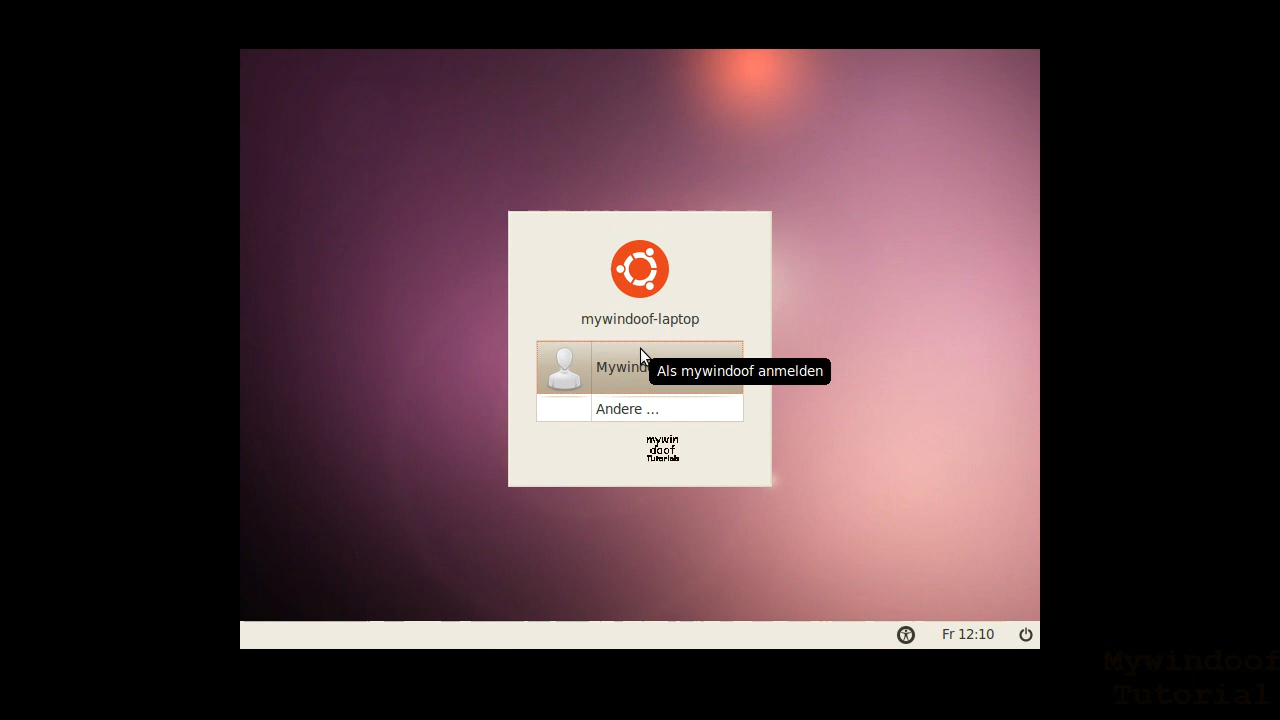 mywindoof-laptop
Mywind
Als mywindoof anmelden
Andere ...
mywin
doof
Tutorials
Fr 12:10
Mywindoof
Tutorial